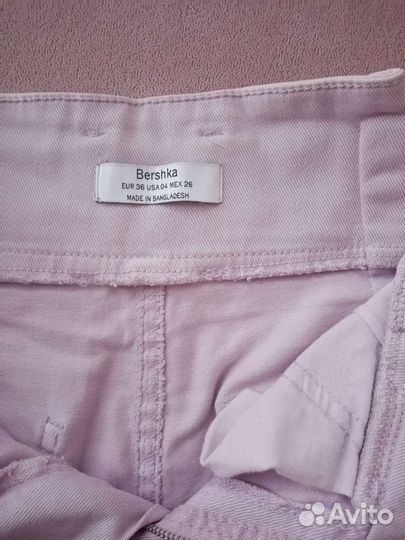 Bershka
EUR 36 USA 04 MEX 26
MADE IN BANGLADESH
Avito